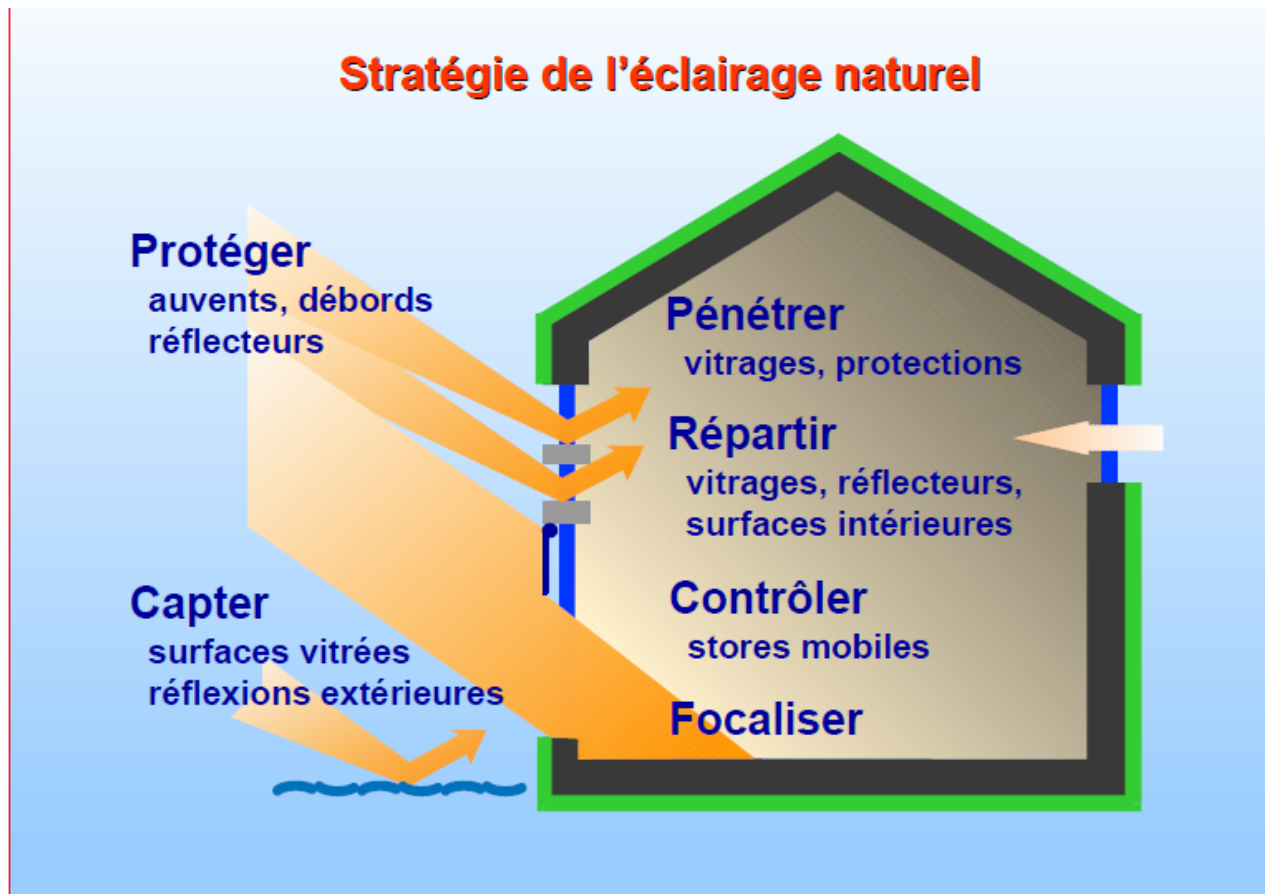 Stratégie de l'éclairage naturel
Protéger
auvents, débords
réflecteurs
Capter
surfaces vitrées
réflexions extérieures
Pénétrer
vitrages, protections
Répartir
vitrages, réflecteurs,
surfaces intérieures
Contrôler
stores mobiles
Focaliser